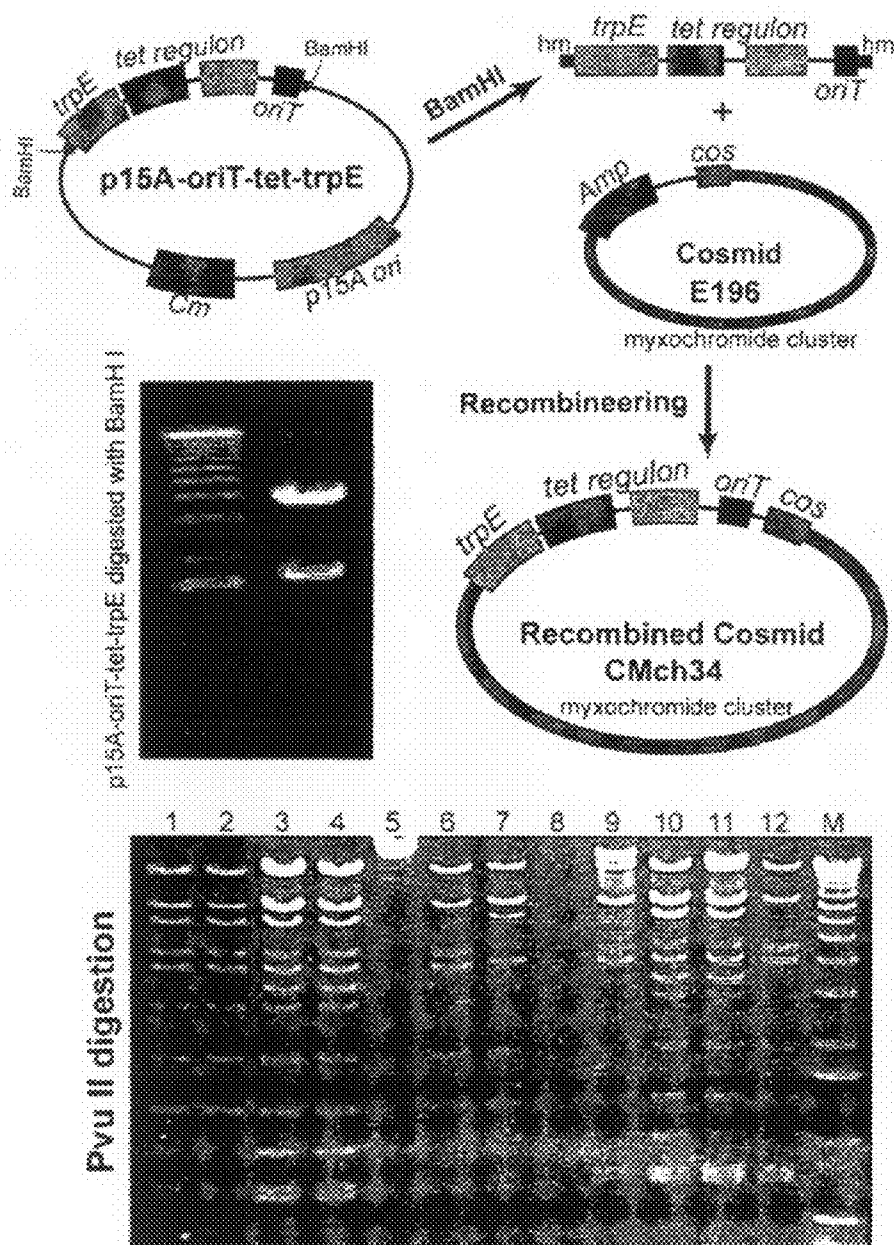 trpE
tet regulon
BamHI
oriT
BamHI
p15A-oriT-tet-trpE
Cm
p15A ori
BamHI
hm
trpE
tet regulon
hm
oriT
+
Amp
cos
Cosmid
E196
myxochromide cluster
Recombineering
trpE
tet regulon
oriT
cos
Recombined Cosmid
CMch34
myxochromide cluster
p15A-oriT-tet-trpE digested with BamH I
1 2 3 4 5 6 7 8 9 10 11 12 M
Pvu II digestion